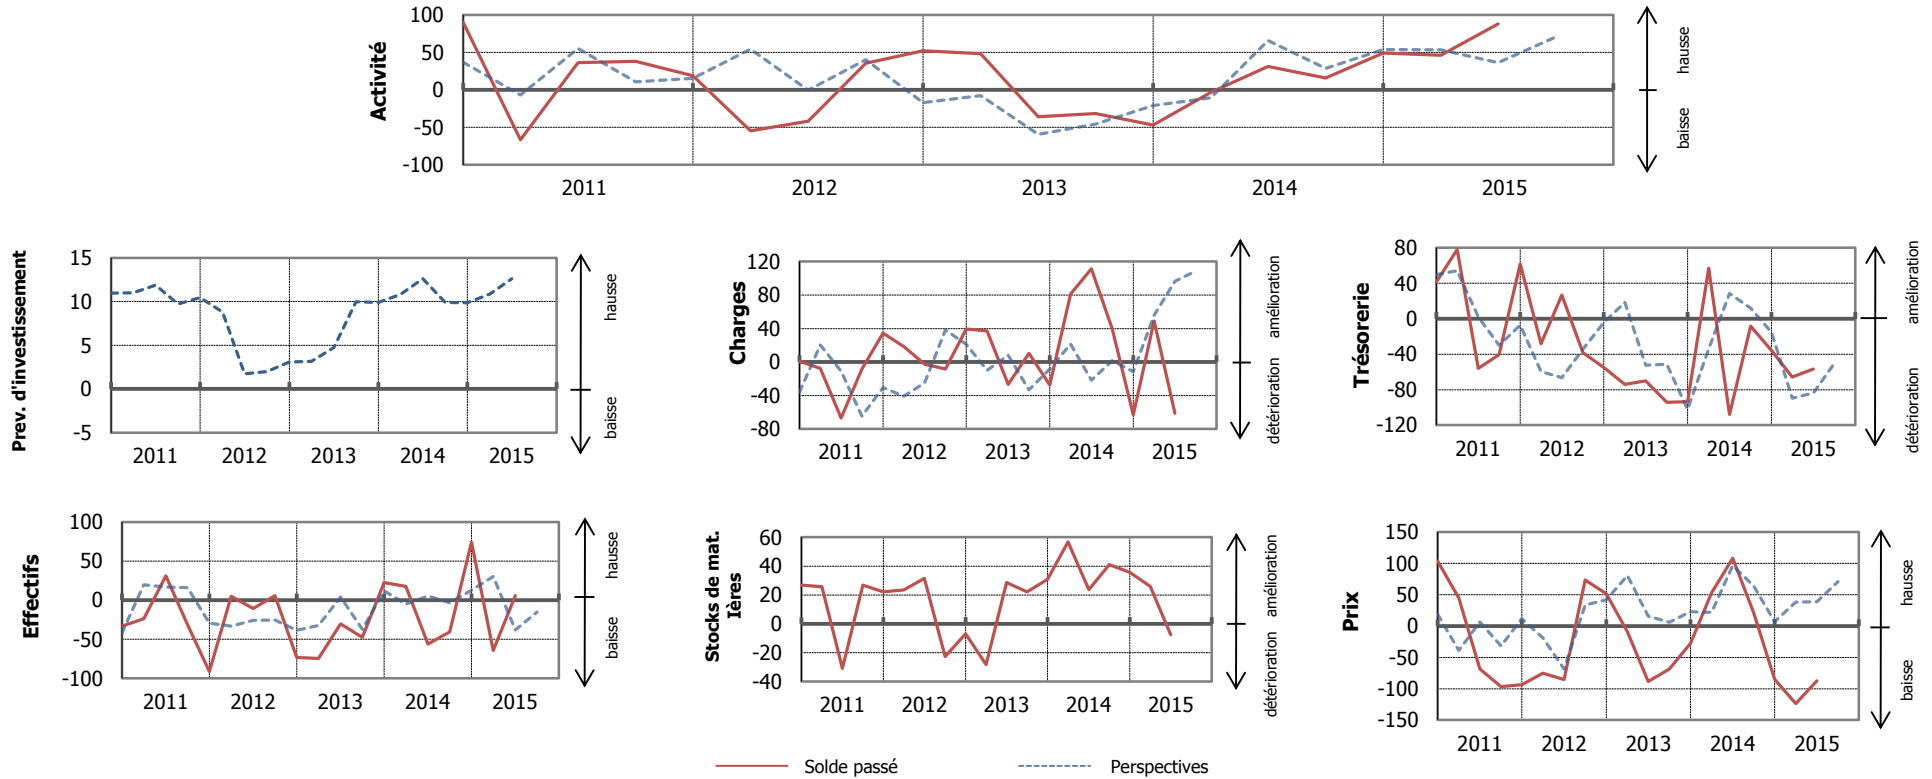 Activité
100
50
0
-50
-100
2011 2012 2013 2014 2015
hausse
baisse
Prev. d'investissement
15
10
5
0
-5
2011 2012 2013 2014 2015
hausse
baisse
Charges
120
80
40
0
-40
-80
2011 2012 2013 2014 2015
amélioration
détérioration
Trésorerie
80
40
0
-40
-80
-120
2011 2012 2013 2014 2015
amélioration
détérioration
Effectifs
100
50
0
-50
-100
2011 2012 2013 2014 2015
hausse
baisse
Stocks de mat.
Ières
60
40
20
0
-20
-40
2011 2012 2013 2014 2015
amélioration
détérioration
Prix
150
100
50
0
-50
-100
-150
2011 2012 2013 2014 2015
hausse
baisse
Solde passé Perspectives